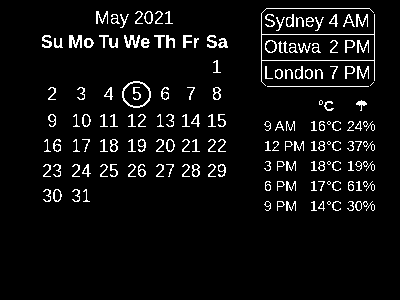 May 2021
Su Mo Tu We Th Fr Sa
1
2 3 4 5 6 7 8
9 10 11 12 13 14 15
16 17 18 19 20 21 22
23 24 25 26 27 28 29
30 31
Sydney 4 AM
Ottawa 2 PM
London 7 PM
°C ☂
9 AM 16°C 24%
12 PM 18°C 37%
3 PM 18°C 19%
6 PM 17°C 61%
9 PM 14°C 30%